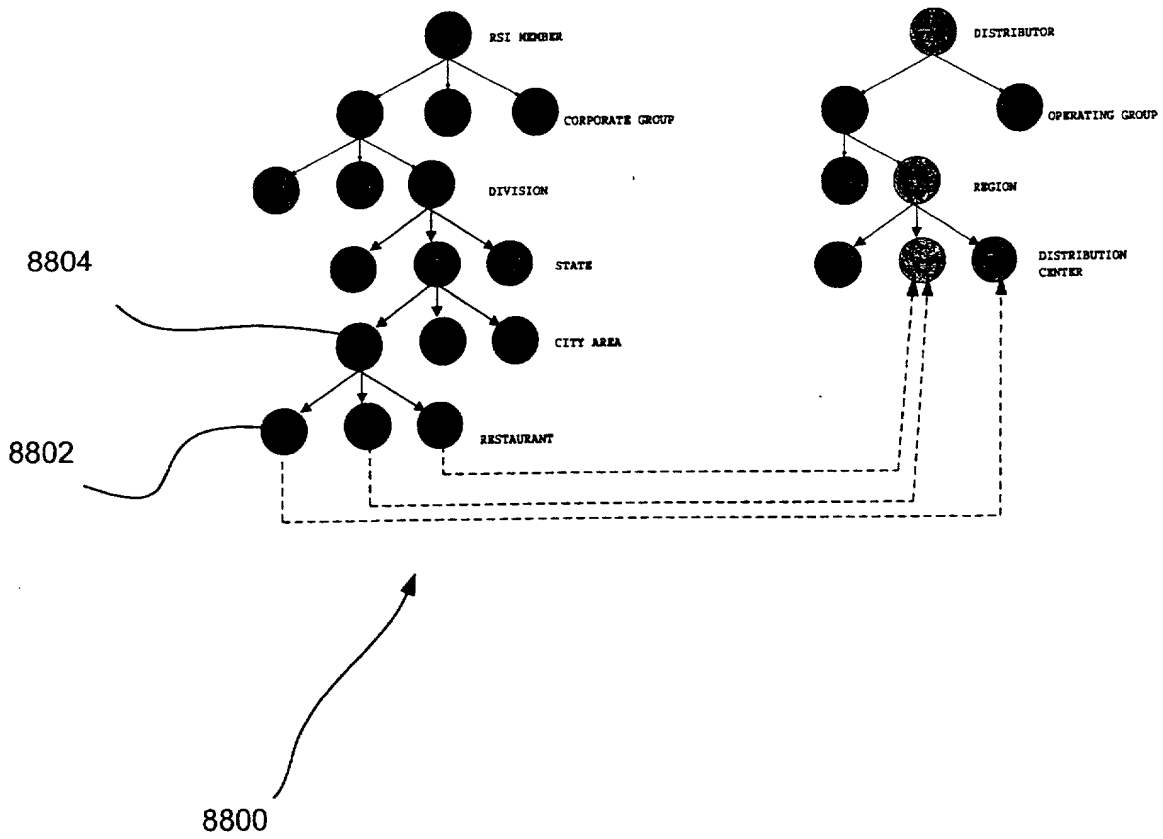 RSI MEMBER
DISTRIBUTOR
CORPORATE GROUP
OPERATING GROUP
DIVISION
REGION
8804
STATE
DISTRIBUTION
CENTER
CITY AREA
8802
RESTAURANT
8800